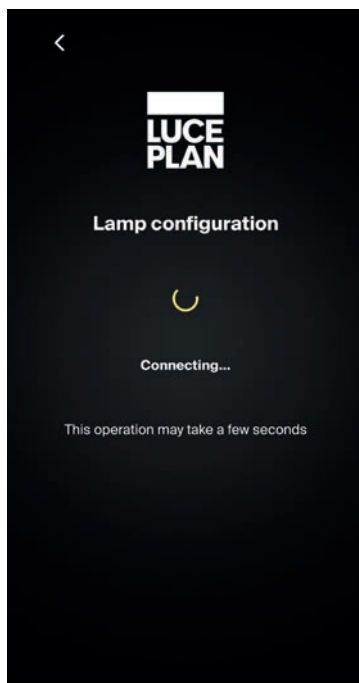 LUCE
PLAN
Lamp configuration
Connecting...
This operation may take a few seconds